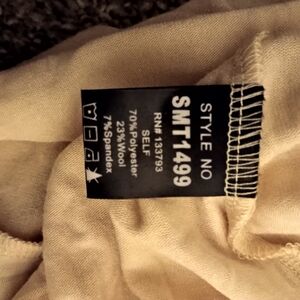 STYLE NO
SMT1499
RN# 133793
SELF
70%Polyester
23%Wool
7%Spandex